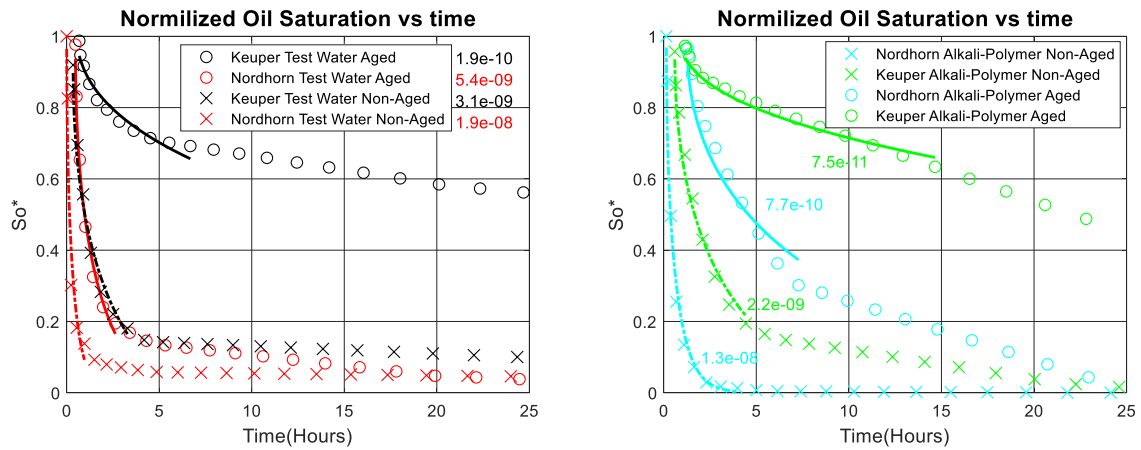 Normilized Oil Saturation vs time
Keuper Test Water Aged 1.9e-10
Nordhorn Test Water Aged 5.4e-09
Keuper Test Water Non-Aged 3.1e-09
Nordhorn Test Water Non-Aged 1.9e-08
1
0.8
0.6
0.4
0.2
0
So*
0 5 10 15 20 25
Time(Hours)
Normilized Oil Saturation vs time
Nordhorn Alkali-Polymer Non-Aged
Keuper Alkali-Polymer Non-Aged
Nordhorn Alkali-Polymer Aged
Keuper Alkali-Polymer Aged
7.5e-11
7.7e-10
2.2e-09
1.3e-08
1
0.8
0.6
0.4
0.2
0
So*
0 5 10 15 20 25
Time(Hours)